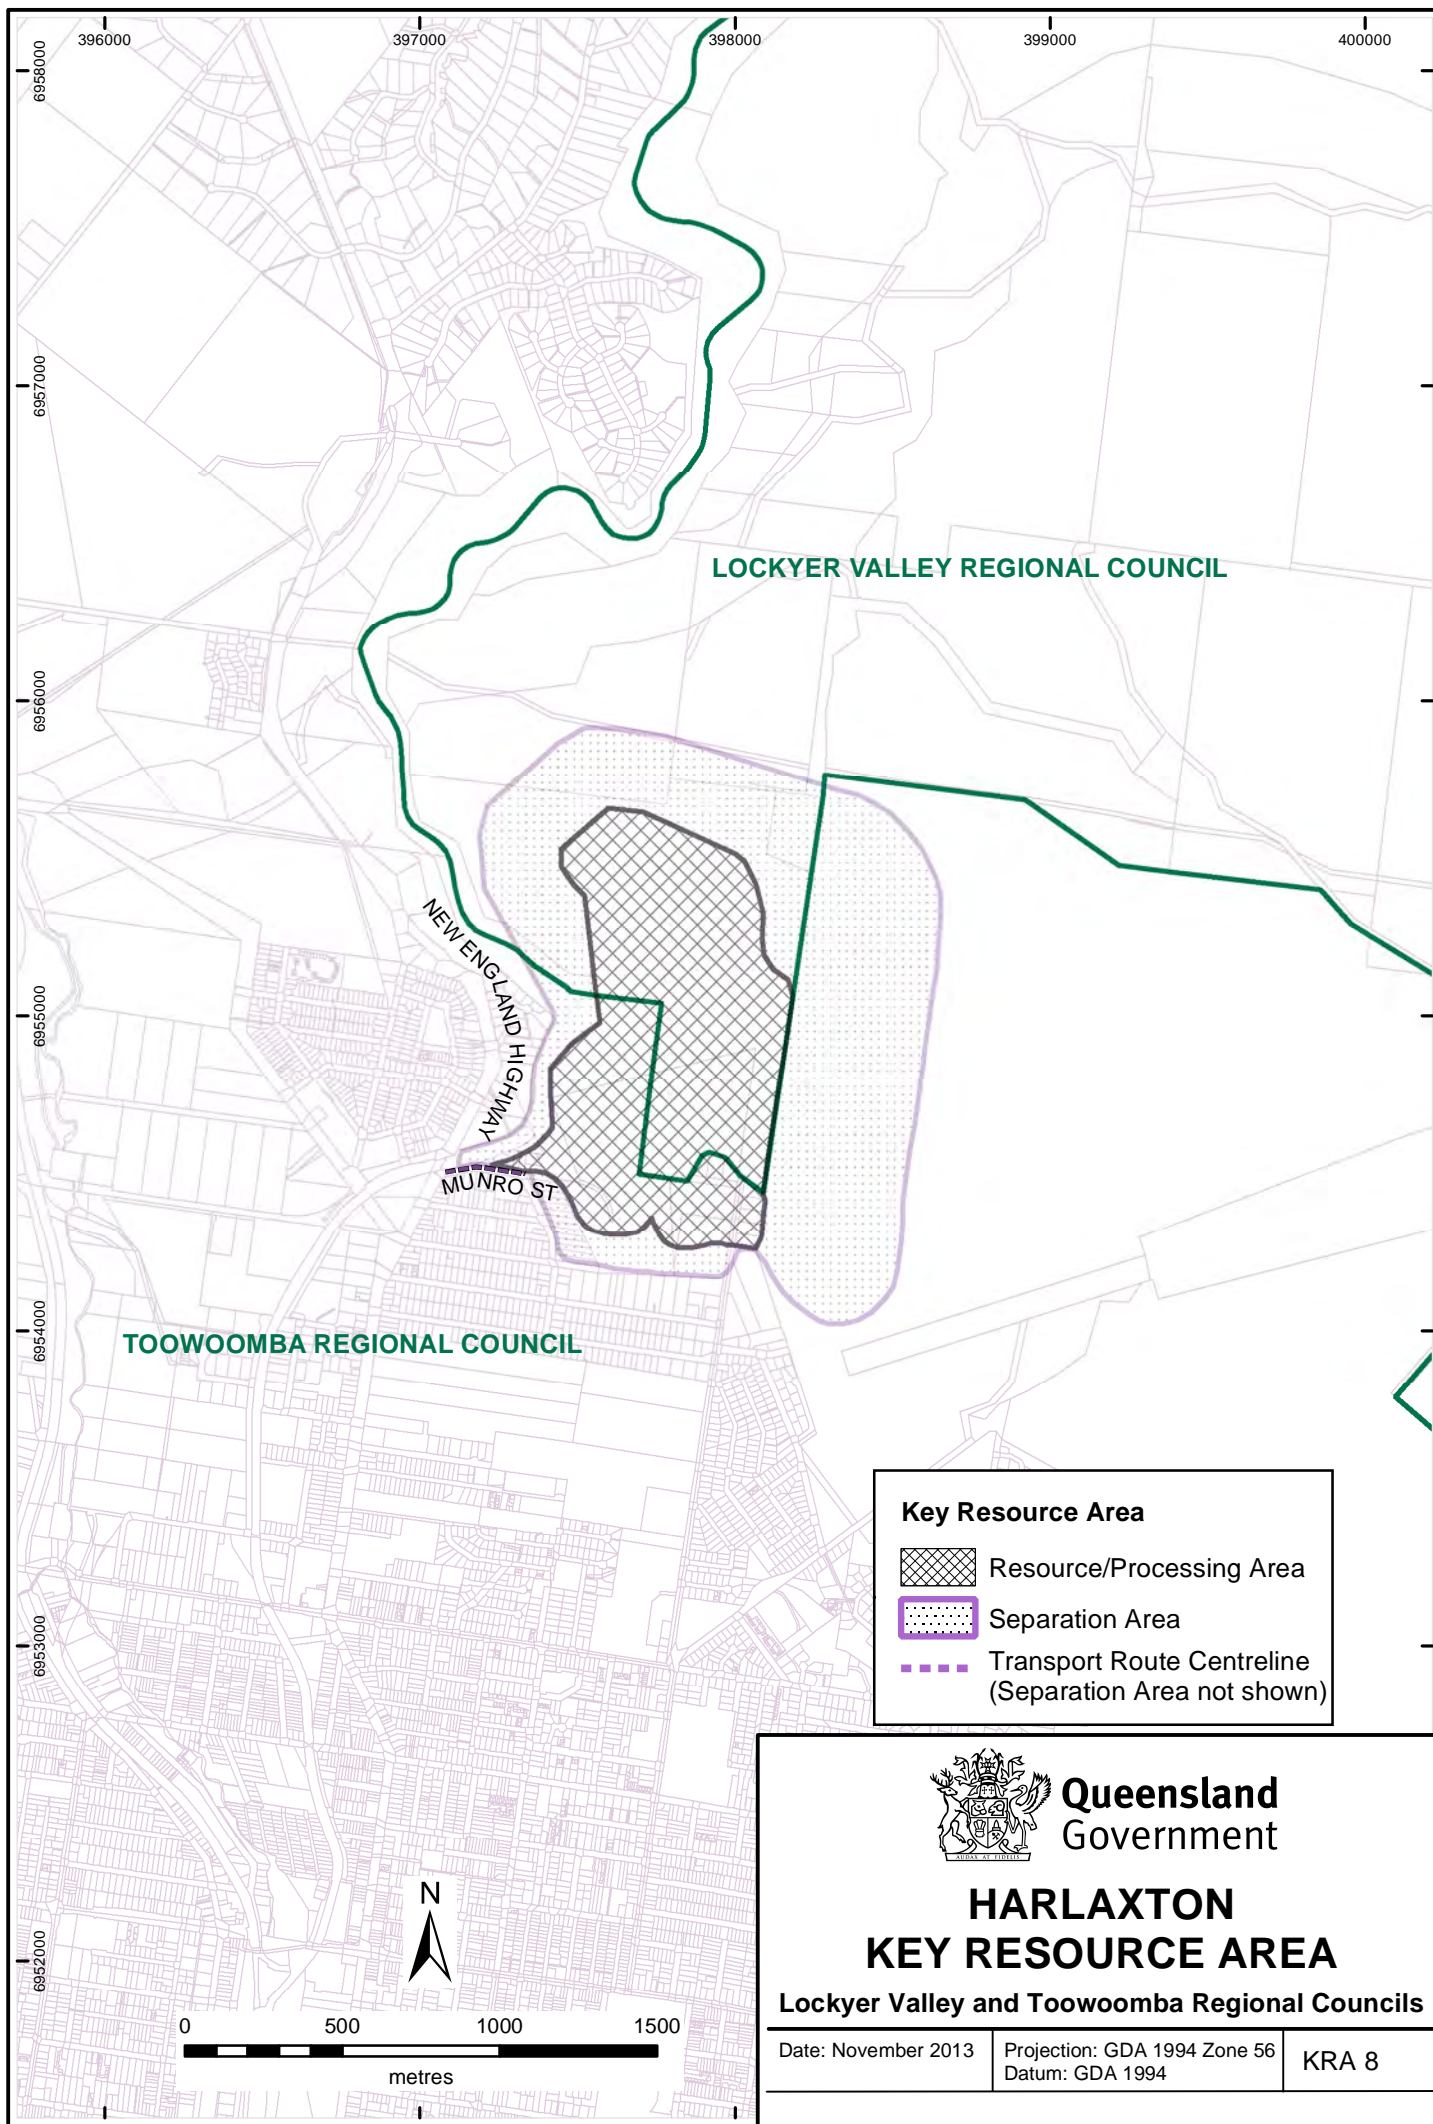 396000
397000
398000
399000
400000
6958000
6957000
6956000
6955000
6954000
6953000
6952000
LOCKYER VALLEY REGIONAL COUNCIL
NEW ENGLAND HIGHWAY
MUNRO ST
TOOWOOMBA REGIONAL COUNCIL
Key Resource Area
Resource/Processing Area
Separation Area
Transport Route Centreline
(Separation Area not shown)
AUDAX AT FIDELIS
Queensland
Government
HARLAXTON
KEY RESOURCE AREA
Lockyer Valley and Toowoomba Regional Councils
Date: November 2013
Projection: GDA 1994 Zone 56
Datum: GDA 1994
KRA 8
N
0 500 1000 1500
metres